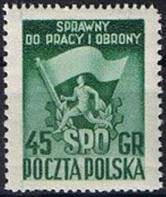 SPRAWNY
DO PRACY I OBRONY
45 SPO GR
POCZTA POLSKA